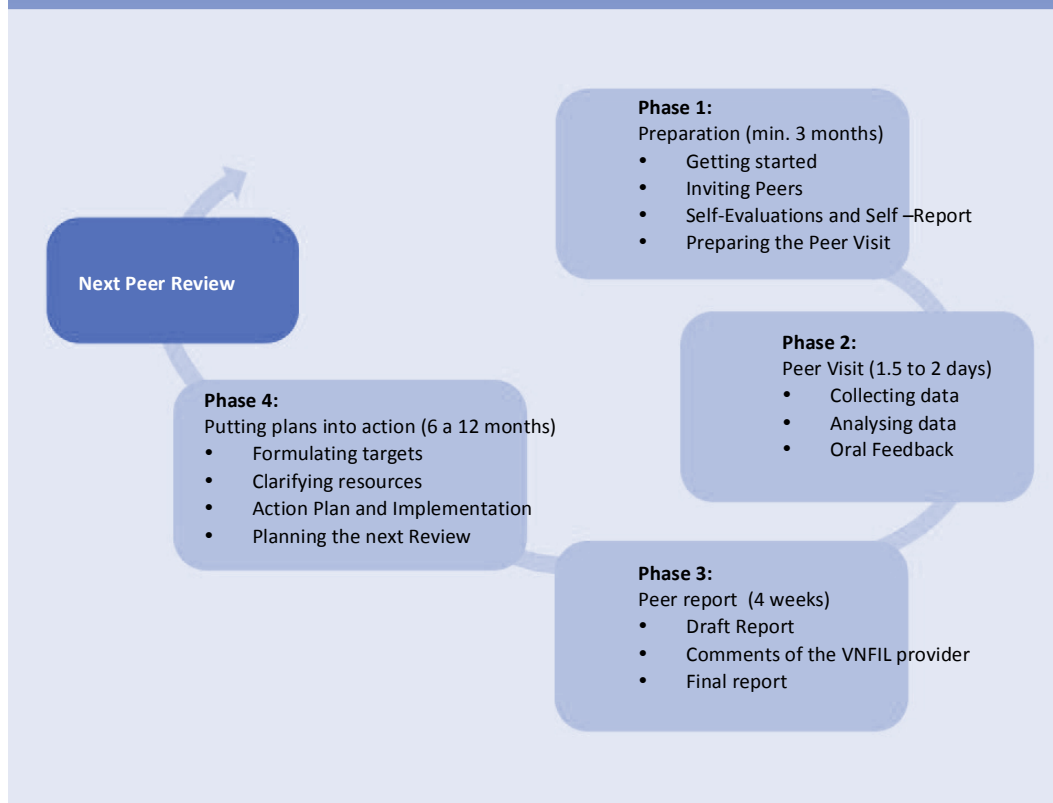 Phase 1:
Preparation (min. 3 months)
• Getting started
• Inviting Peers
• Self-Evaluations and Self –Report
• Preparing the Peer Visit
Phase 2:
Peer Visit (1.5 to 2 days)
• Collecting data
• Analysing data
• Oral Feedback
Phase 3:
Peer report (4 weeks)
• Draft Report
• Comments of the VNFIL provider
• Final report
Phase 4:
Putting plans into action (6 a 12 months)
• Formulating targets
• Clarifying resources
• Action Plan and Implementation
• Planning the next Review
Next Peer Review